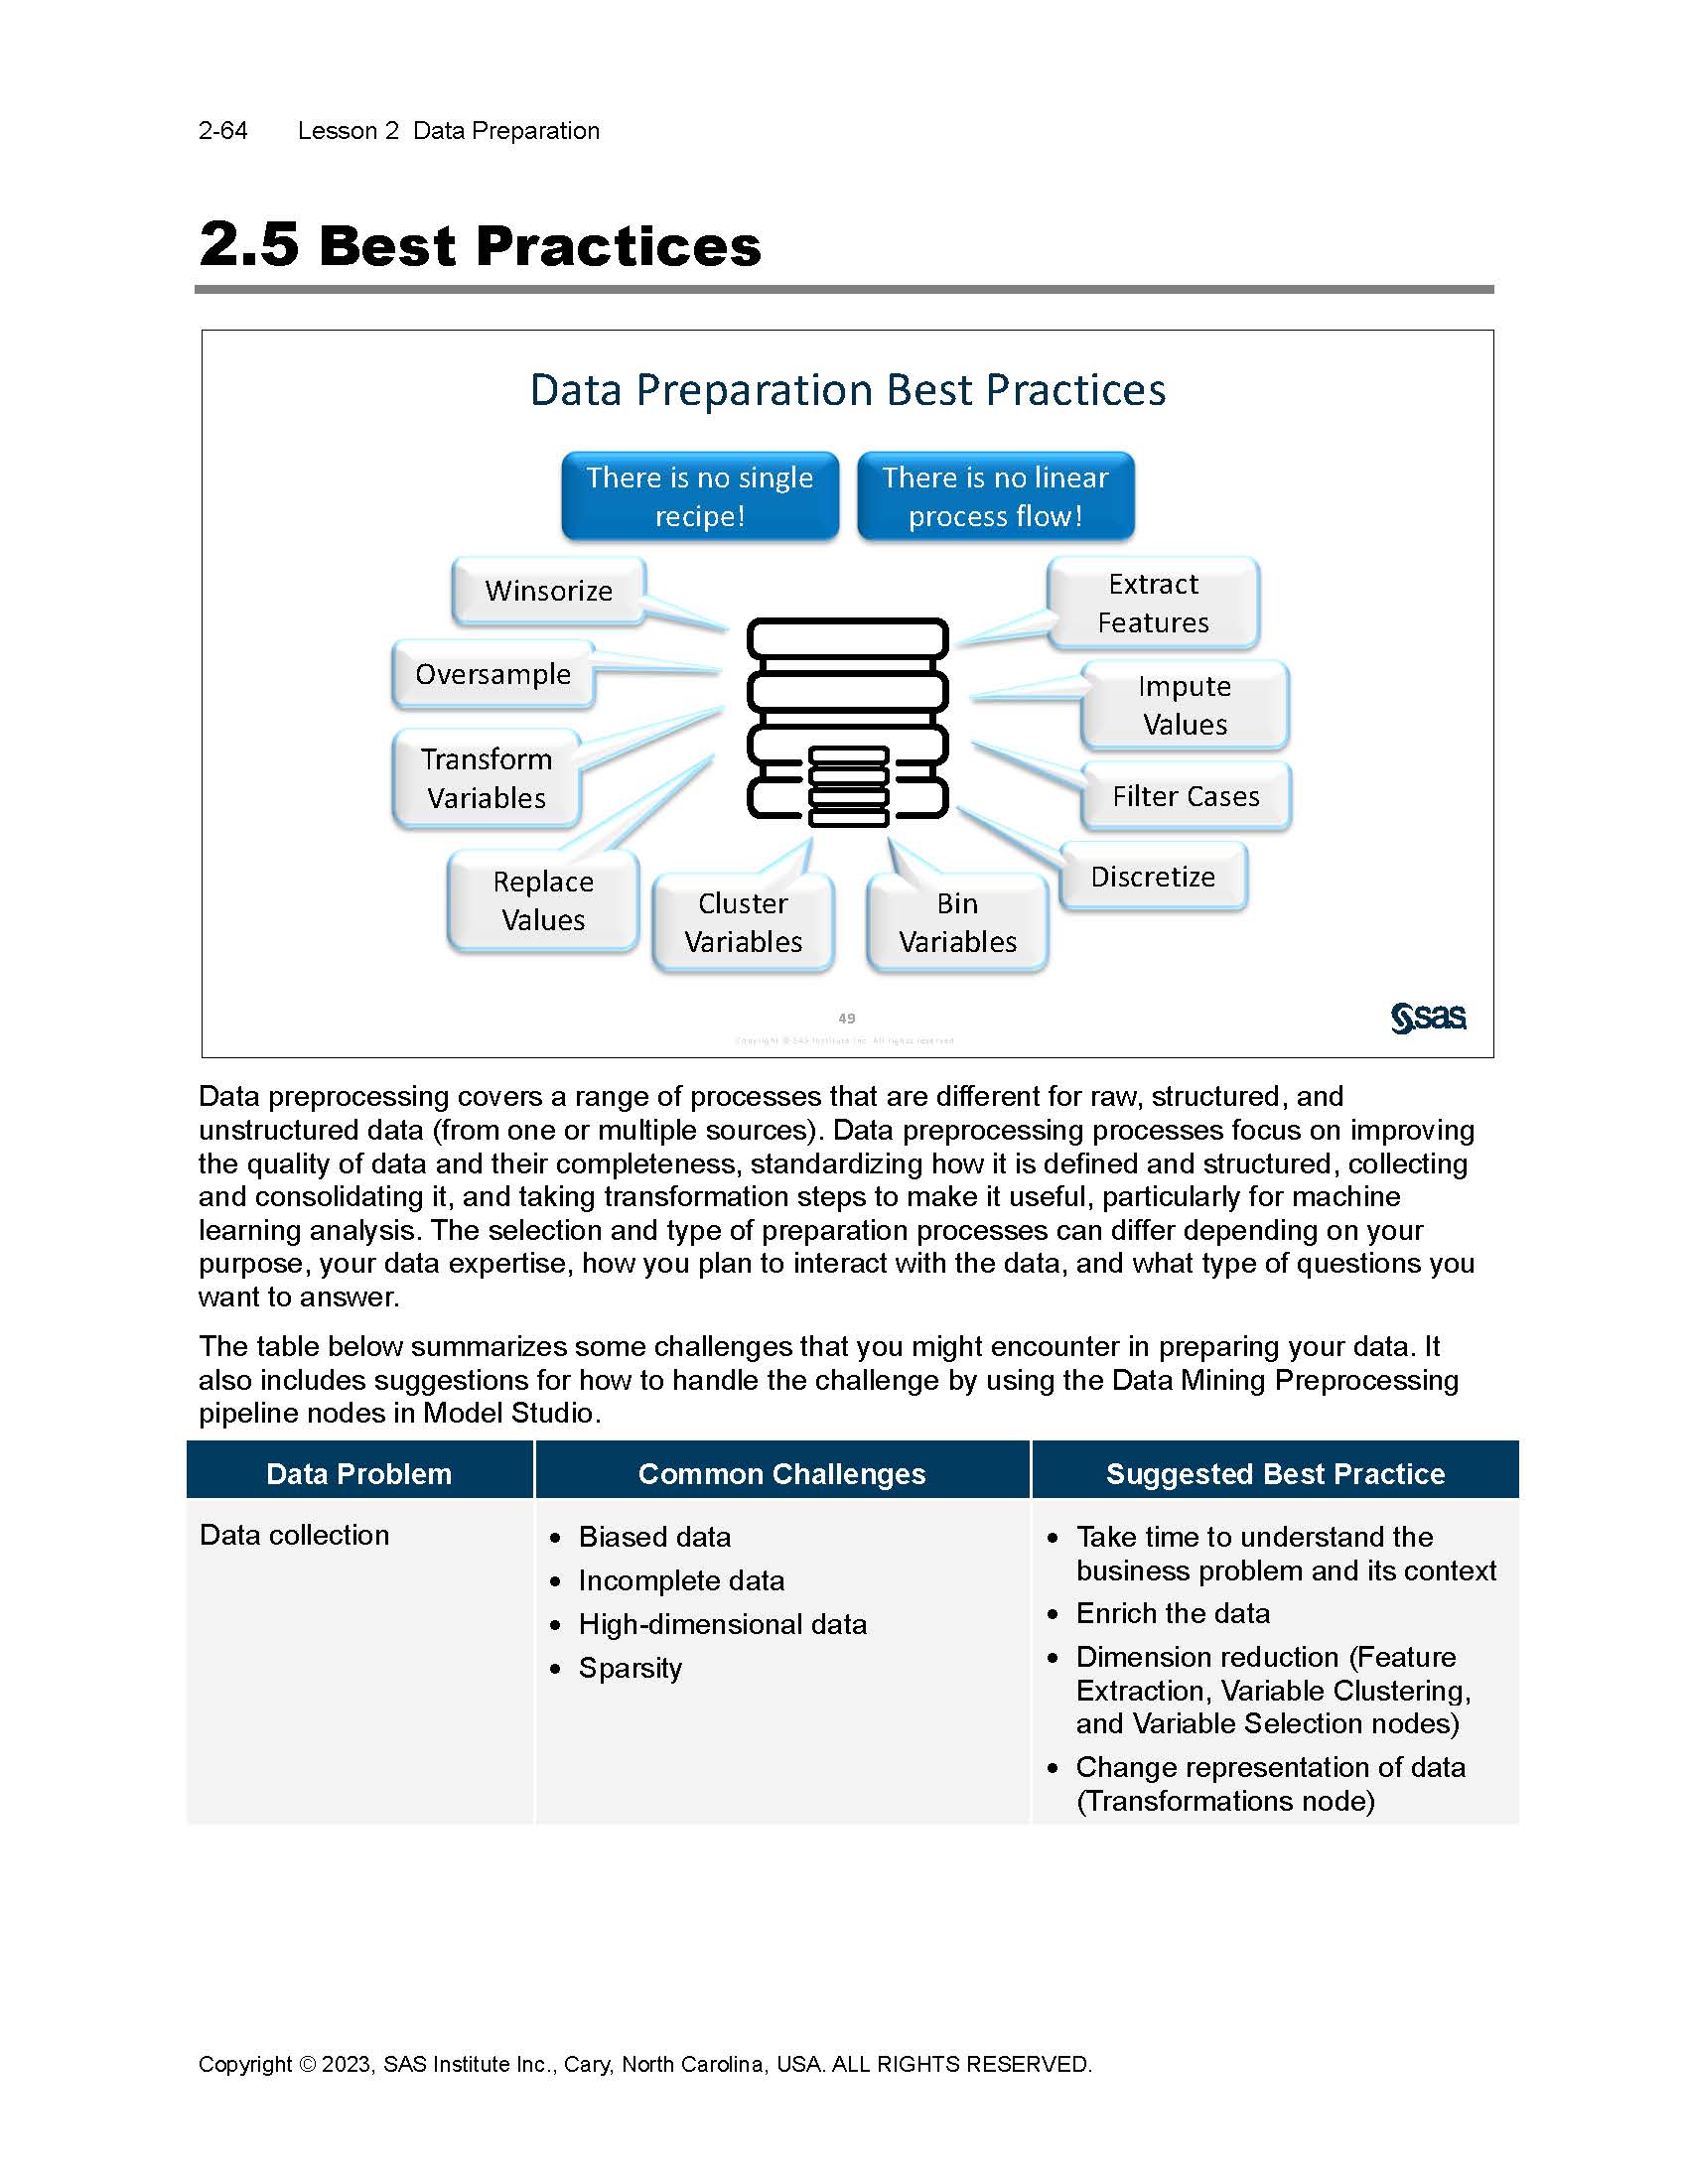 2-64 Lesson 2 Data Preparation
2.5 Best Practices
Data Preparation Best Practices
There is no single
recipe!
There is no linear
process flow!
Winsorize
Oversample
Transform
Variables
Replace
Values
Cluster
Variables
Bin
Variables
Discretize
Filter Cases
Impute
Values
Extract
Features
49
Copyright © SAS Institute Inc. All rights reserved
sas
Data preprocessing covers a range of processes that are different for raw, structured, and
unstructured data (from one or multiple sources). Data preprocessing processes focus on improving
the quality of data and their completeness, standardizing how it is defined and structured, collecting
and consolidating it, and taking transformation steps to make it useful, particularly for machine
learning analysis. The selection and type of preparation processes can differ depending on your
purpose, your data expertise, how you plan to interact with the data, and what type of questions you
want to answer.
The table below summarizes some challenges that you might encounter in preparing your data. It
also includes suggestions for how to handle the challenge by using the Data Mining Preprocessing
pipeline nodes in Model Studio.
Data Problem Common Challenges Suggested Best Practice
Data collection
• Biased data
• Incomplete data
• High-dimensional data
• Sparsity
• Take time to understand the
business problem and its context
• Enrich the data
• Dimension reduction (Feature
Extraction, Variable Clustering,
and Variable Selection nodes)
• Change representation of data
(Transformations node)
Copyright © 2023, SAS Institute Inc., Cary, North Carolina, USA. ALL RIGHTS RESERVED.